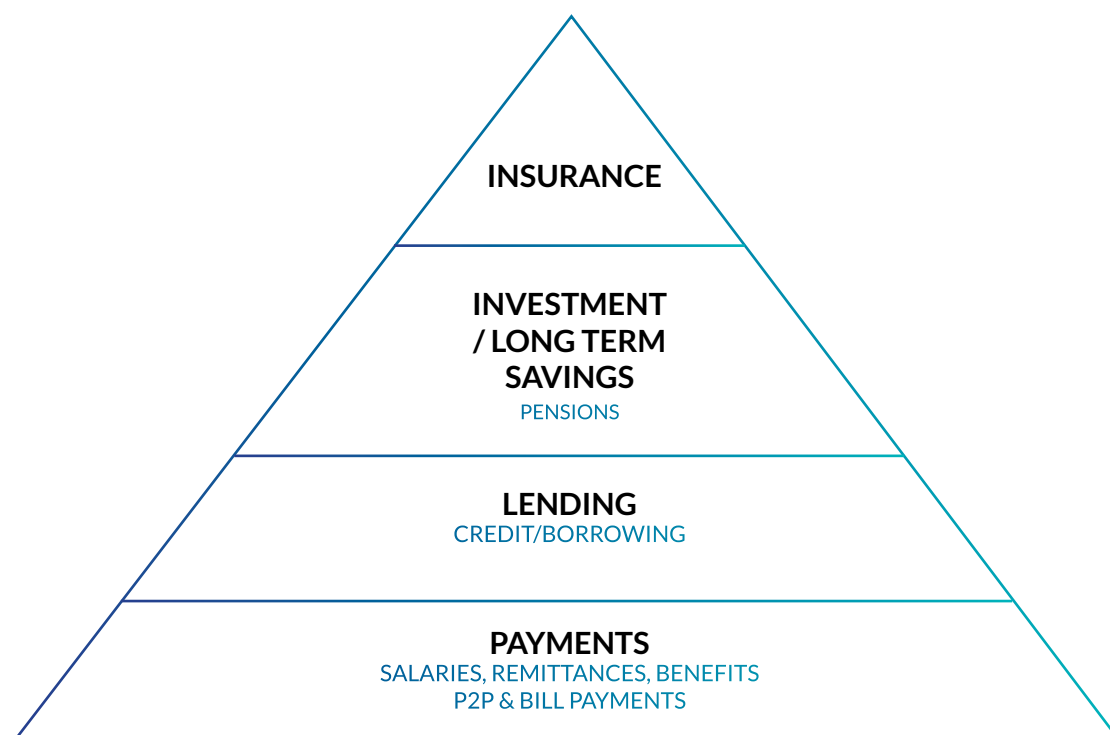 INSURANCE
INVESTMENT
/ LONG TERM
SAVINGS
PENSIONS
LENDING
CREDIT/BORROWING
PAYMENTS
SALARIES, REMITTANCES, BENEFITS
P2P & BILL PAYMENTS